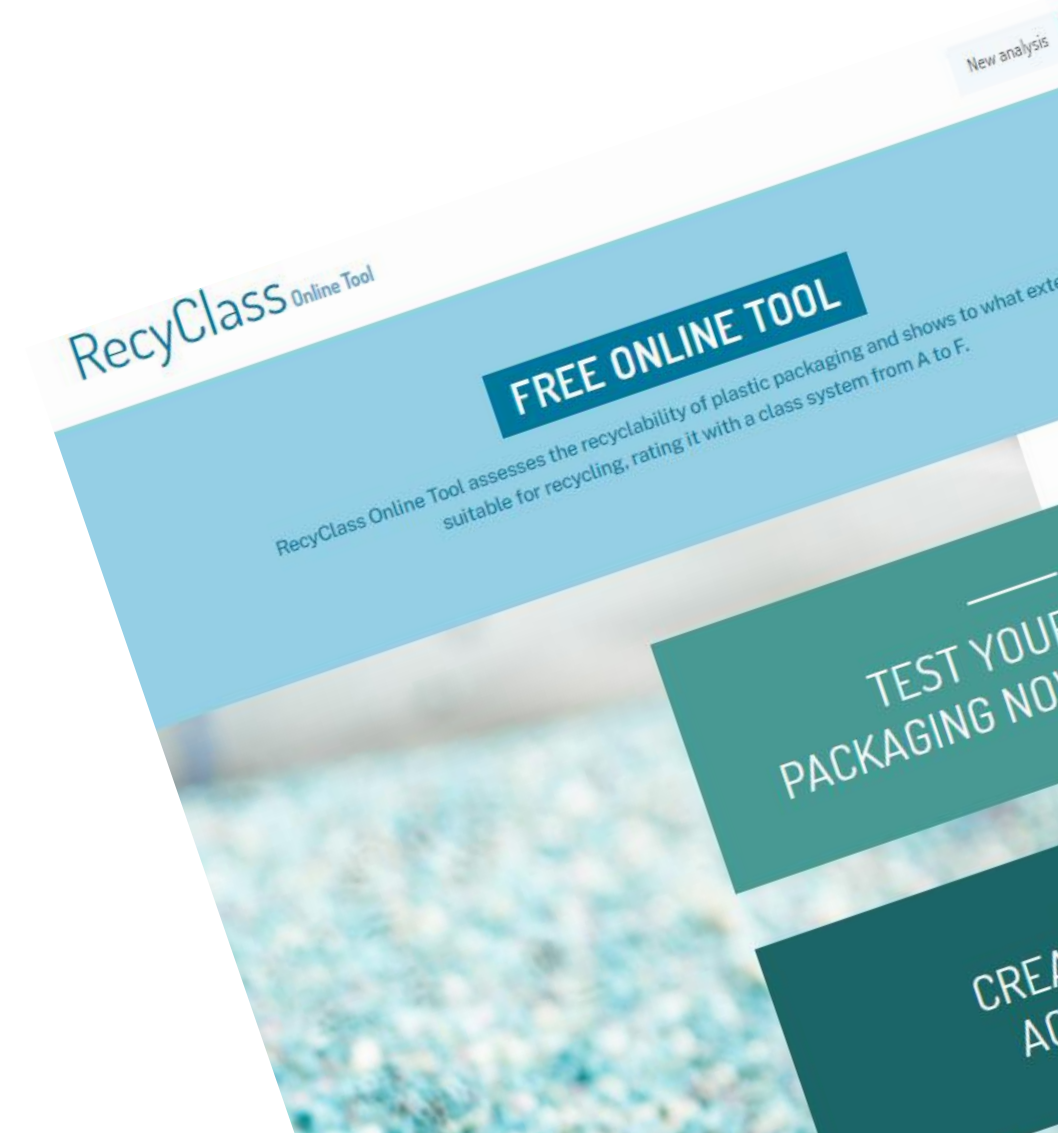 New analysis
RecyClass Online Tool
FREE ONLINE TOOL
RecyClass Online Tool assesses the recyclability of plastic packaging and shows to what exte
suitable for recycling, rating it with a class system from A to F.
TEST YOUR
PACKAGING NO
CREA
AC